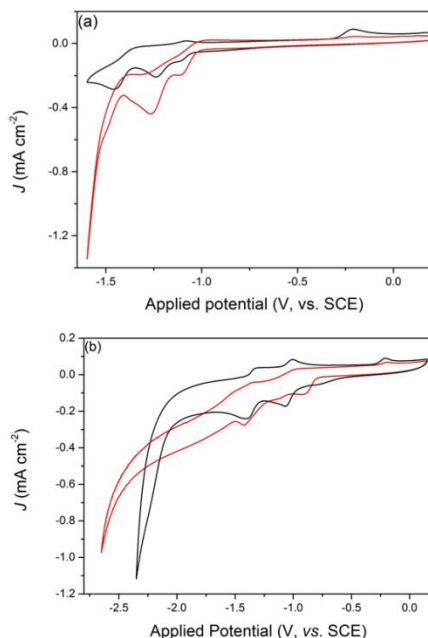 (a)
0.0
-0.4
-0.8
-1.2
J (mA cm⁻²)
-1.5 -1.0 -0.5 0.0
Applied potential (V, vs. SCE)
(b)
0.2
0.0
-0.2
-0.4
-0.6
-0.8
-1.0
-1.2
J (mA cm⁻²)
-2.5 -2.0 -1.5 -1.0 -0.5 0.0
Applied Potential (V, vs. SCE)